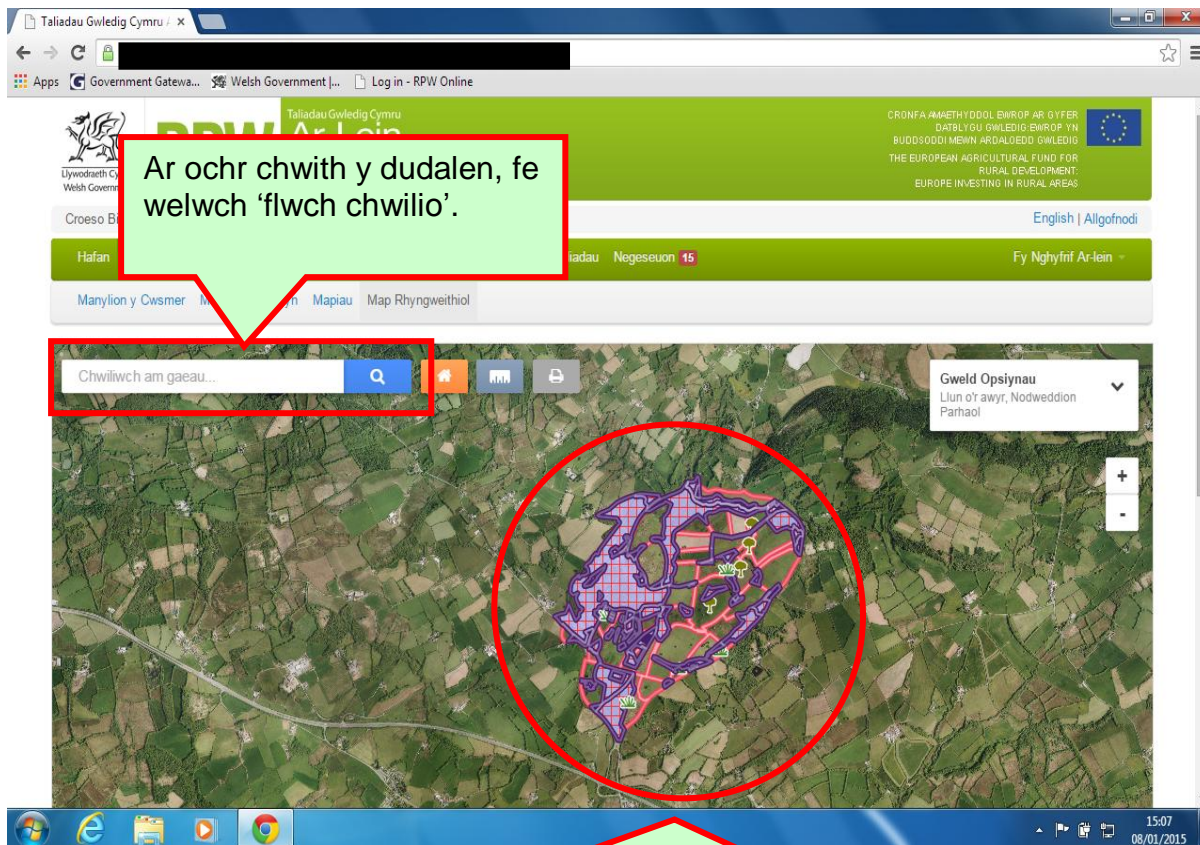 Taliadau Gwledig Cymru
Apps Government Gatewa... Welsh Government |... Log in - RPW Online
Taliadau Gwledig Cymru
CRONFA AMAETHYDDOL EWROP AR GYFER
DATBLYGU GWLEDIG:EWROP YN
BUDDSODDI MEWN ARDALOEDD GWLEDIG
THE EUROPEAN AGRICULTURAL FUND FOR
RURAL DEVELOPMENT:
EUROPE INVESTING IN RURAL AREAS
Welsh
Ar ochr chwith y dudalen, fe
welwch ‘flwch chwilio’.
Croeso
English | Allgofnodi
Hafan
Negeseuon 15
Fy Nghyfrif Ar-lein
Manylion y Cwsmer
Mapiau Map Rhyngweithiol
Chwiliwch am gaeau...
Gweld Opsiynau
Llun o'r awyr, Nodweddion
Parhaol
+
-
15:07
08/01/2015